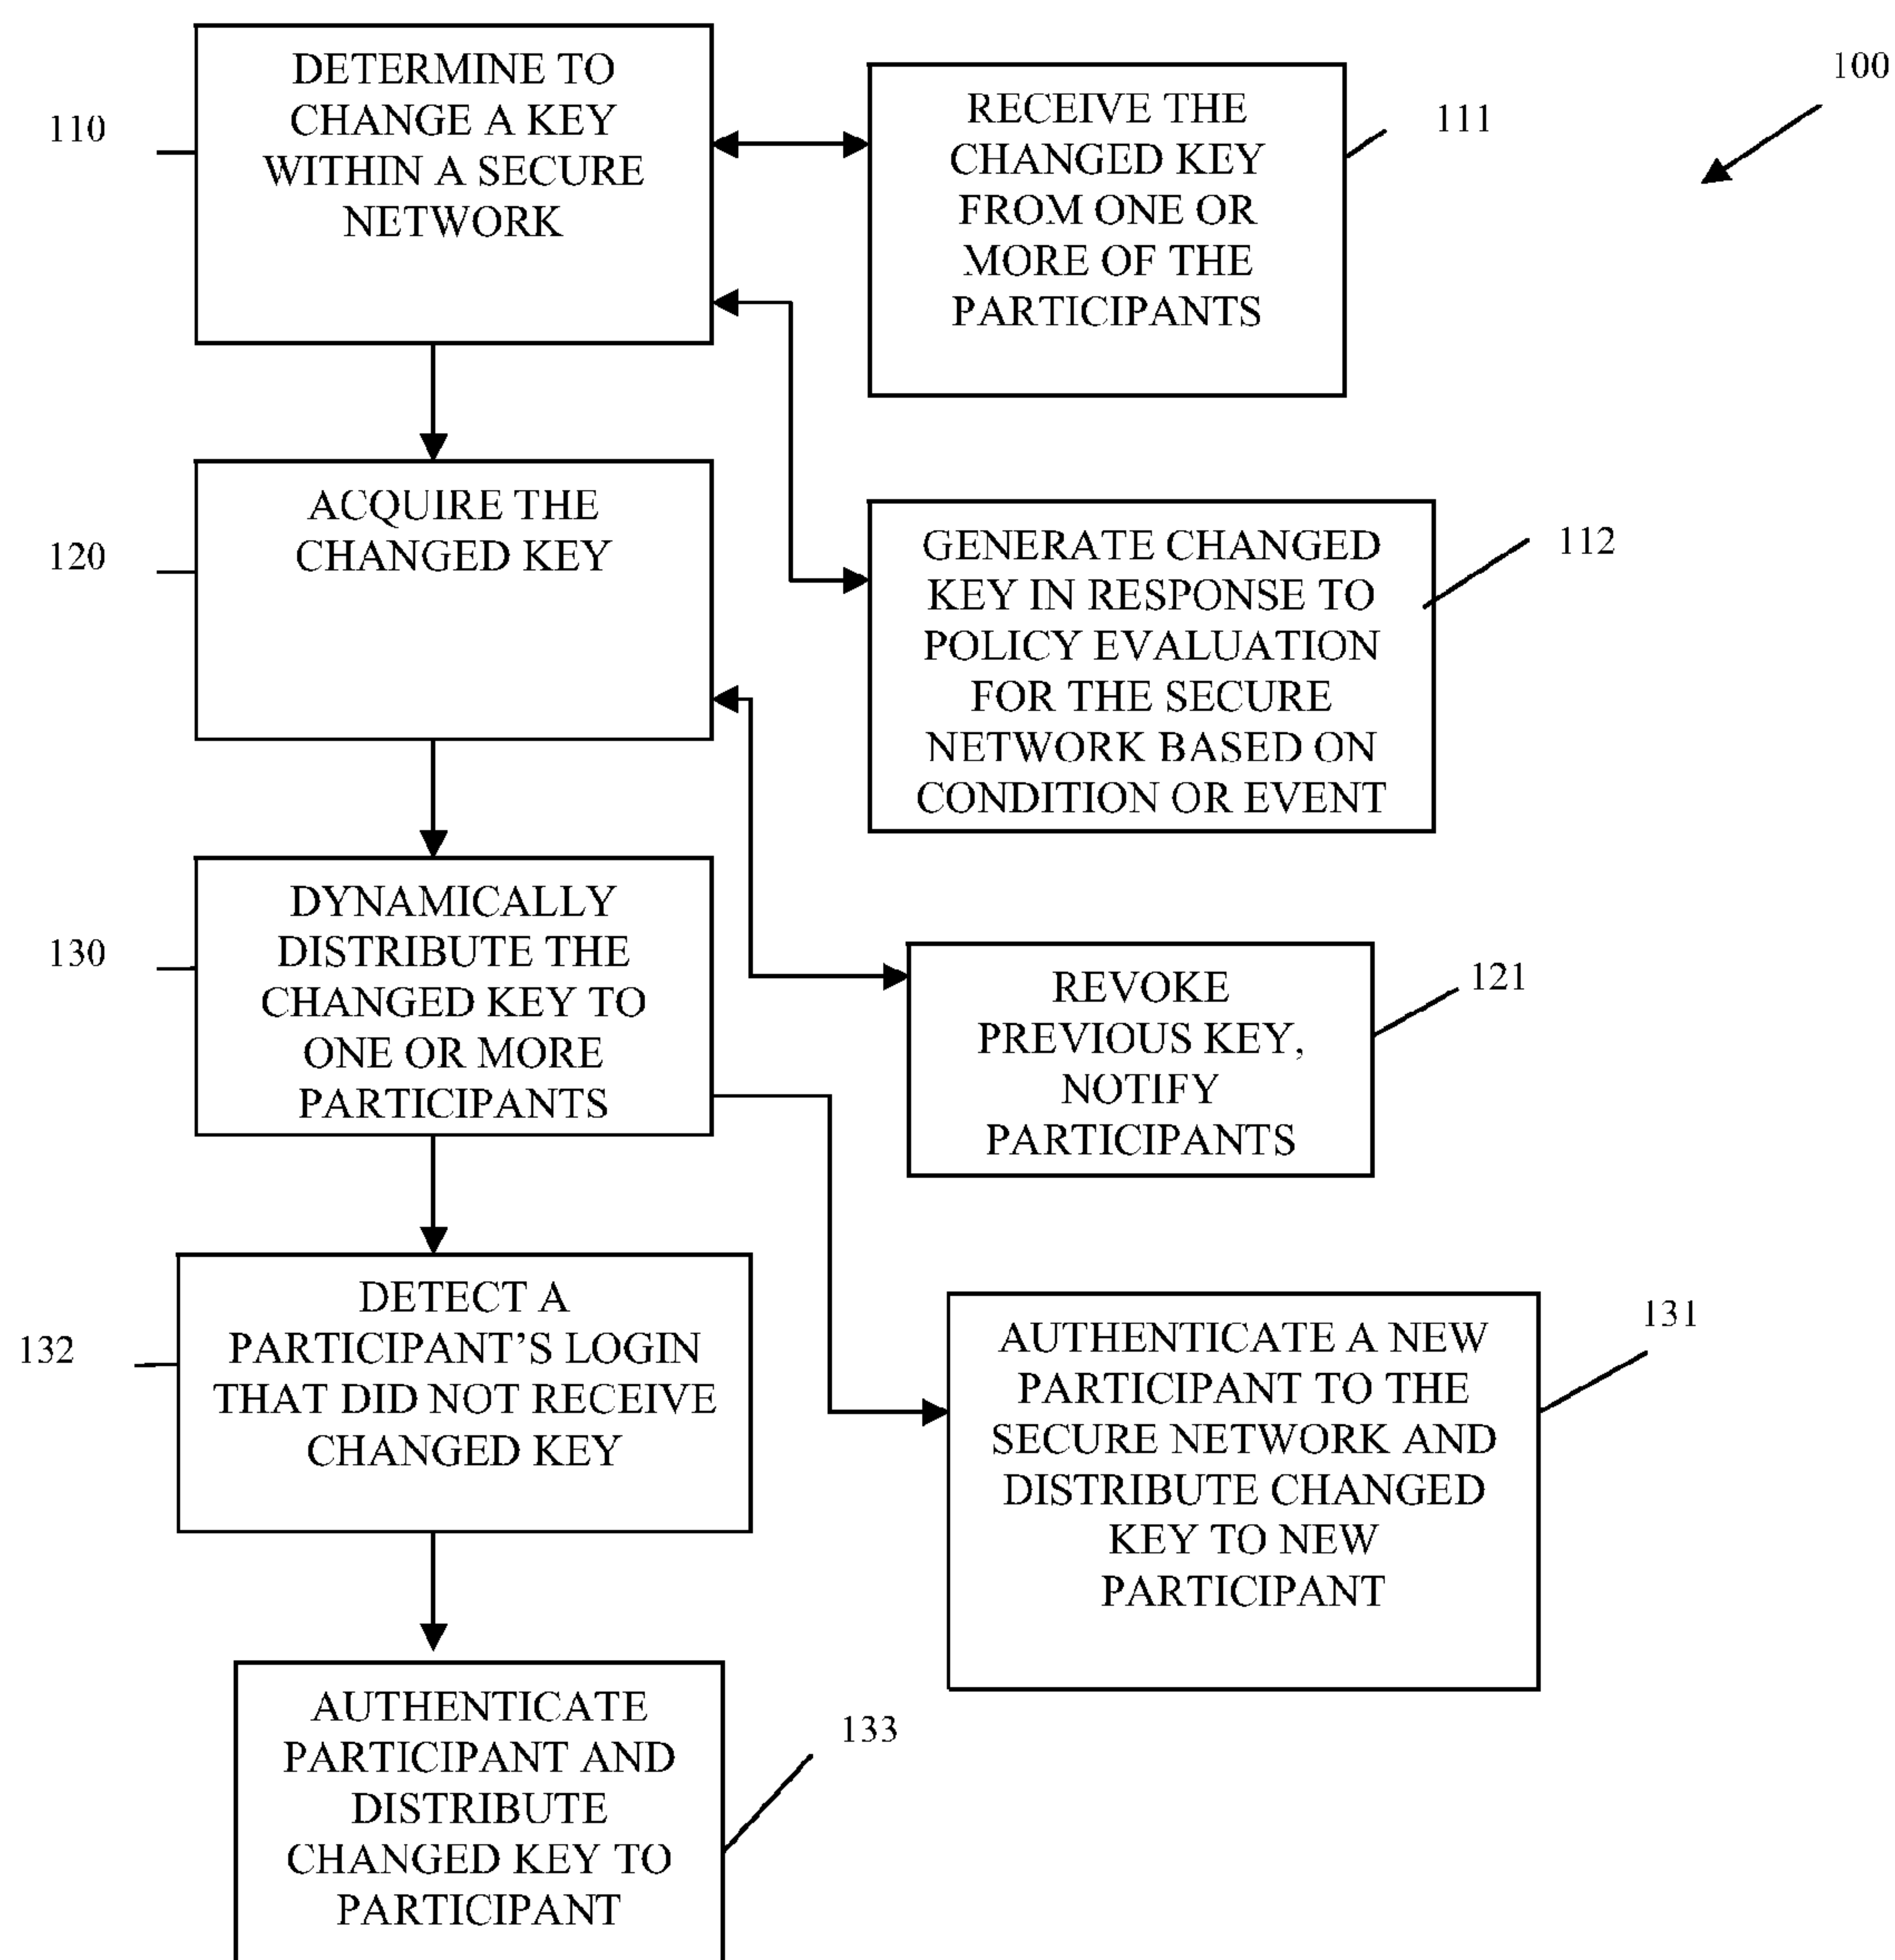 100
110
DETERMINE TO
CHANGE A KEY
WITHIN A SECURE
NETWORK
RECEIVE THE
CHANGED KEY
FROM ONE OR
MORE OF THE
PARTICIPANTS
111
120
ACQUIRE THE
CHANGED KEY
GENERATE CHANGED
KEY IN RESPONSE TO
POLICY EVALUATION
FOR THE SECURE
NETWORK BASED ON
CONDITION OR EVENT
112
130
DYNAMICALLY
DISTRIBUTE THE
CHANGED KEY TO
ONE OR MORE
PARTICIPANTS
REVOKE
PREVIOUS KEY,
NOTIFY
PARTICIPANTS
121
132
DETECT A
PARTICIPANT’S LOGIN
THAT DID NOT RECEIVE
CHANGED KEY
AUTHENTICATE A NEW
PARTICIPANT TO THE
SECURE NETWORK AND
DISTRIBUTE CHANGED
KEY TO NEW
PARTICIPANT
131
AUTHENTICATE
PARTICIPANT AND
DISTRIBUTE
CHANGED KEY TO
PARTICIPANT
133